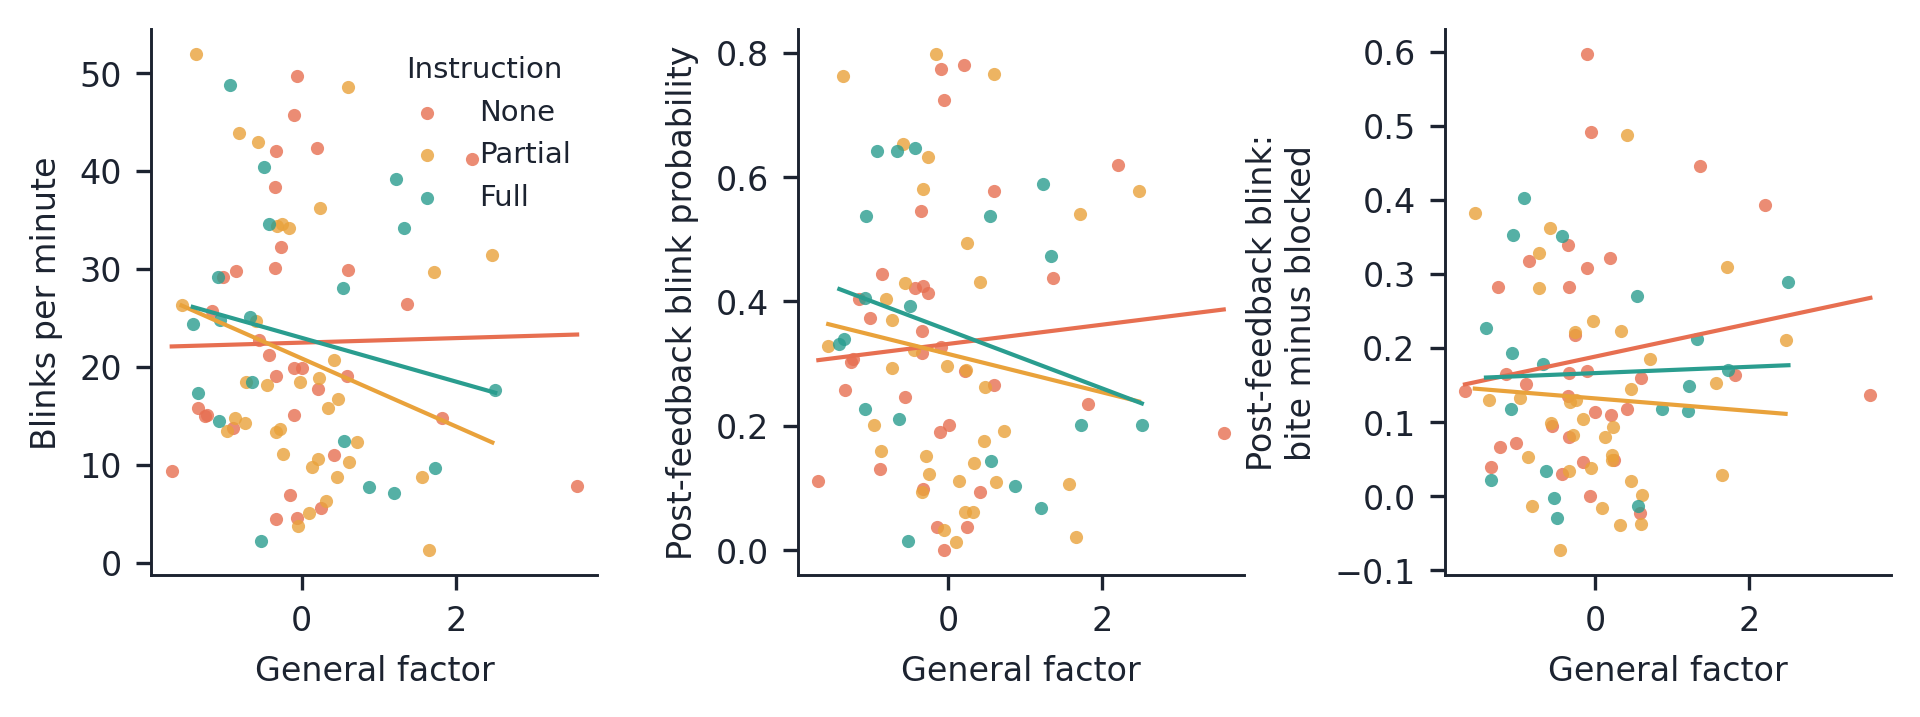 Blinks per minute
50
40
30
20
10
0
0
2
General factor
Instruction
None
Partial
Full
Post-feedback blink probability
0.8
0.6
0.4
0.2
0.0
0
2
General factor
Post-feedback blink:
bite minus blocked
0.6
0.5
0.4
0.3
0.2
0.1
0.0
−0.1
0
2
General factor